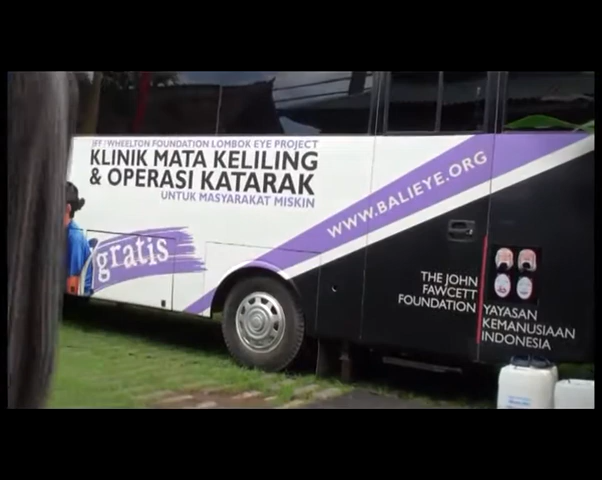 JFF/WHEELTON FOUNDATION LOMBOK EYE PROJECT
KLINIK MATA KELILING
& OPERASI KATARAK
UNTUK MASYARAKAT MISKIN
gratis
WWW.BALIEYE.ORG
THE JOHN
FAWCETT
FOUNDATION
YAYASAN
KEMANUSIAAN
INDONESIA